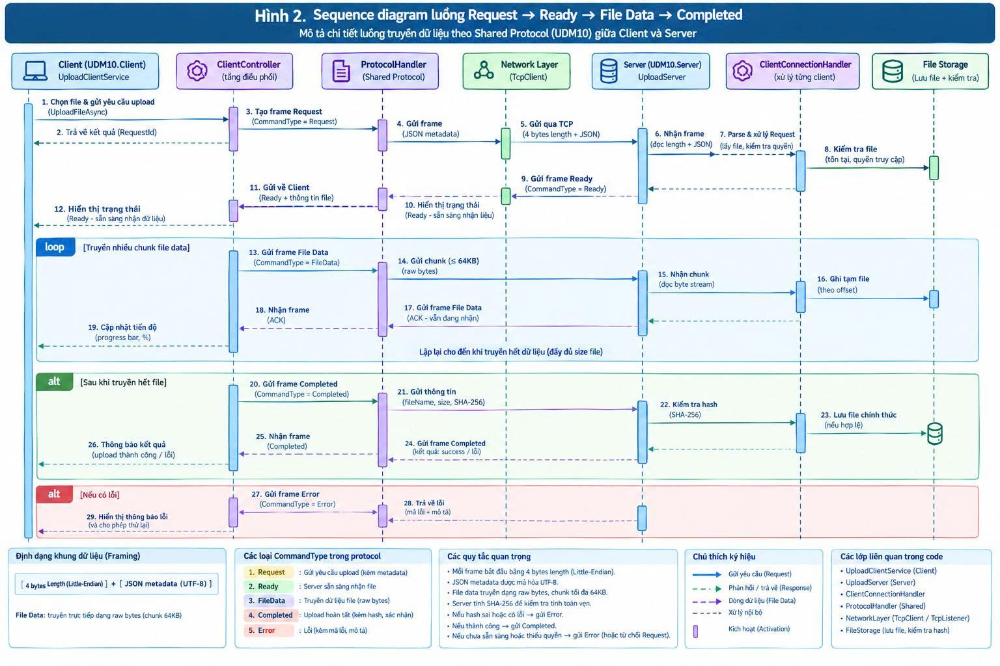 Hình 2. Sequence diagram luồng Request → Ready → File Data → Completed
Mô tả chi tiết luồng truyền dữ liệu theo Shared Protocol (UDM10) giữa Client và Server
Client (UDM10.Client)
UploadClientService
ClientController
(tầng điều phối)
ProtocolHandler
(Shared Protocol)
Network Layer
(TcpClient)
Server (UDM10.Server)
UploadServer
ClientConnectionHandler
(xử lý từng client)
File Storage
(Lưu file + kiểm tra)
1. Chọn file & gửi yêu cầu upload
(UploadFileAsync)
2. Trả về kết quả (RequestId)
3. Tạo frame Request
(CommandType = Request)
4. Gửi frame
(JSON metadata)
5. Gửi qua TCP
(4 bytes length + JSON)
6. Nhận frame
(đọc length + JSON)
7. Parse & xử lý Request
(lấy file, kiểm tra quyền)
8. Kiểm tra file
(tồn tại, quyền truy cập)
9. Gửi frame Ready
(CommandType = Ready)
10. Hiển thị trạng thái
(Ready - sẵn sàng nhận liệu)
11. Gửi về Client
(Ready + thông tin file)
12. Hiển thị trạng thái
(Ready - sẵn sàng nhận dữ liệu)
loop
[Truyền nhiều chunk file data]
13. Gửi frame File Data
(CommandType = FileData)
14. Gửi chunk (≤ 64KB)
(raw bytes)
15. Nhận chunk
(đọc byte stream)
16. Ghi tạm file
(theo offset)
17. Gửi frame File Data
(ACK - vẫn đang nhận)
18. Nhận frame
(ACK)
19. Cập nhật tiến độ
(progress bar, %)
Lập lại cho đến khi truyền hết dữ liệu (đầy đủ size file)
alt
[Sau khi truyền hết file]
20. Gửi frame Completed
(CommandType = Completed)
21. Gửi thông tin
(fileName, size, SHA-256)
22. Kiểm tra hash
(SHA-256)
23. Lưu file chính thức
(nếu hợp lệ)
24. Gửi frame Completed
(kết quả: success / lỗi)
25. Nhận frame
(Completed)
26. Thông báo kết quả
(upload thành công / lỗi)
alt
[Nếu có lỗi]
27. Gửi frame Error
(CommandType = Error)
28. Trả về lỗi
(mã lỗi + mô tả)
29. Hiển thị thông báo lỗi
(và cho phép thử lại)
Định dạng khung dữ liệu (Framing)
[ 4 bytes Length (Little-Endian) ] + [ JSON metadata (UTF-8) ]
File Data: truyền trực tiếp dạng raw bytes (chunk 64KB)
Các loại CommandType trong protocol
1. Request : Gửi yêu cầu upload (kèm metadata)
2. Ready : Server sẵn sàng nhận file
3. FileData : Truyền dữ liệu file (raw bytes)
4. Completed : Upload hoàn tất (kèm hash, xác nhận)
5. Error : Lỗi (kèm mã lỗi, mô tả)
Các quy tắc quan trọng
• Mỗi frame bắt đầu bằng 4 bytes length (Little-Endian).
• JSON metadata được mã hóa UTF-8.
• File data truyền dạng raw bytes, chunk tối đa 64KB.
• Server tính SHA-256 để kiểm tra tính toàn vẹn.
• Nếu hash sai hoặc có lỗi → gửi Error.
• Nếu thành công → gửi Completed.
• Nếu chưa sẵn sàng hoặc thiếu quyền → gửi Error (hoặc từ chối Request).
Chú thích ký hiệu
Gửi yêu cầu (Request)
Phản hồi / trả về (Response)
Dòng dữ liệu (File Data)
Xử lý nội bộ
Kích hoạt (Activation)
Các lớp liên quan trong code
• UploadClientService (Client)
• UploadServer (Server)
• ClientConnectionHandler
• ProtocolHandler (Shared)
• NetworkLayer (TcpClient / TcpListener)
• FileStorage (lưu file, kiểm tra hash)